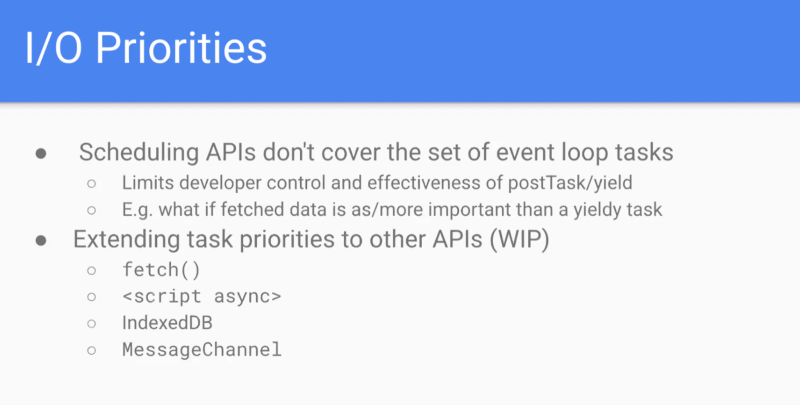 I/O Priorities
● Scheduling APIs don't cover the set of event loop tasks
○ Limits developer control and effectiveness of postTask/yield
○ E.g. what if fetched data is as/more important than a yieldy task
● Extending task priorities to other APIs (WIP)
○ fetch()
○ <script async>
○ IndexedDB
○ MessageChannel